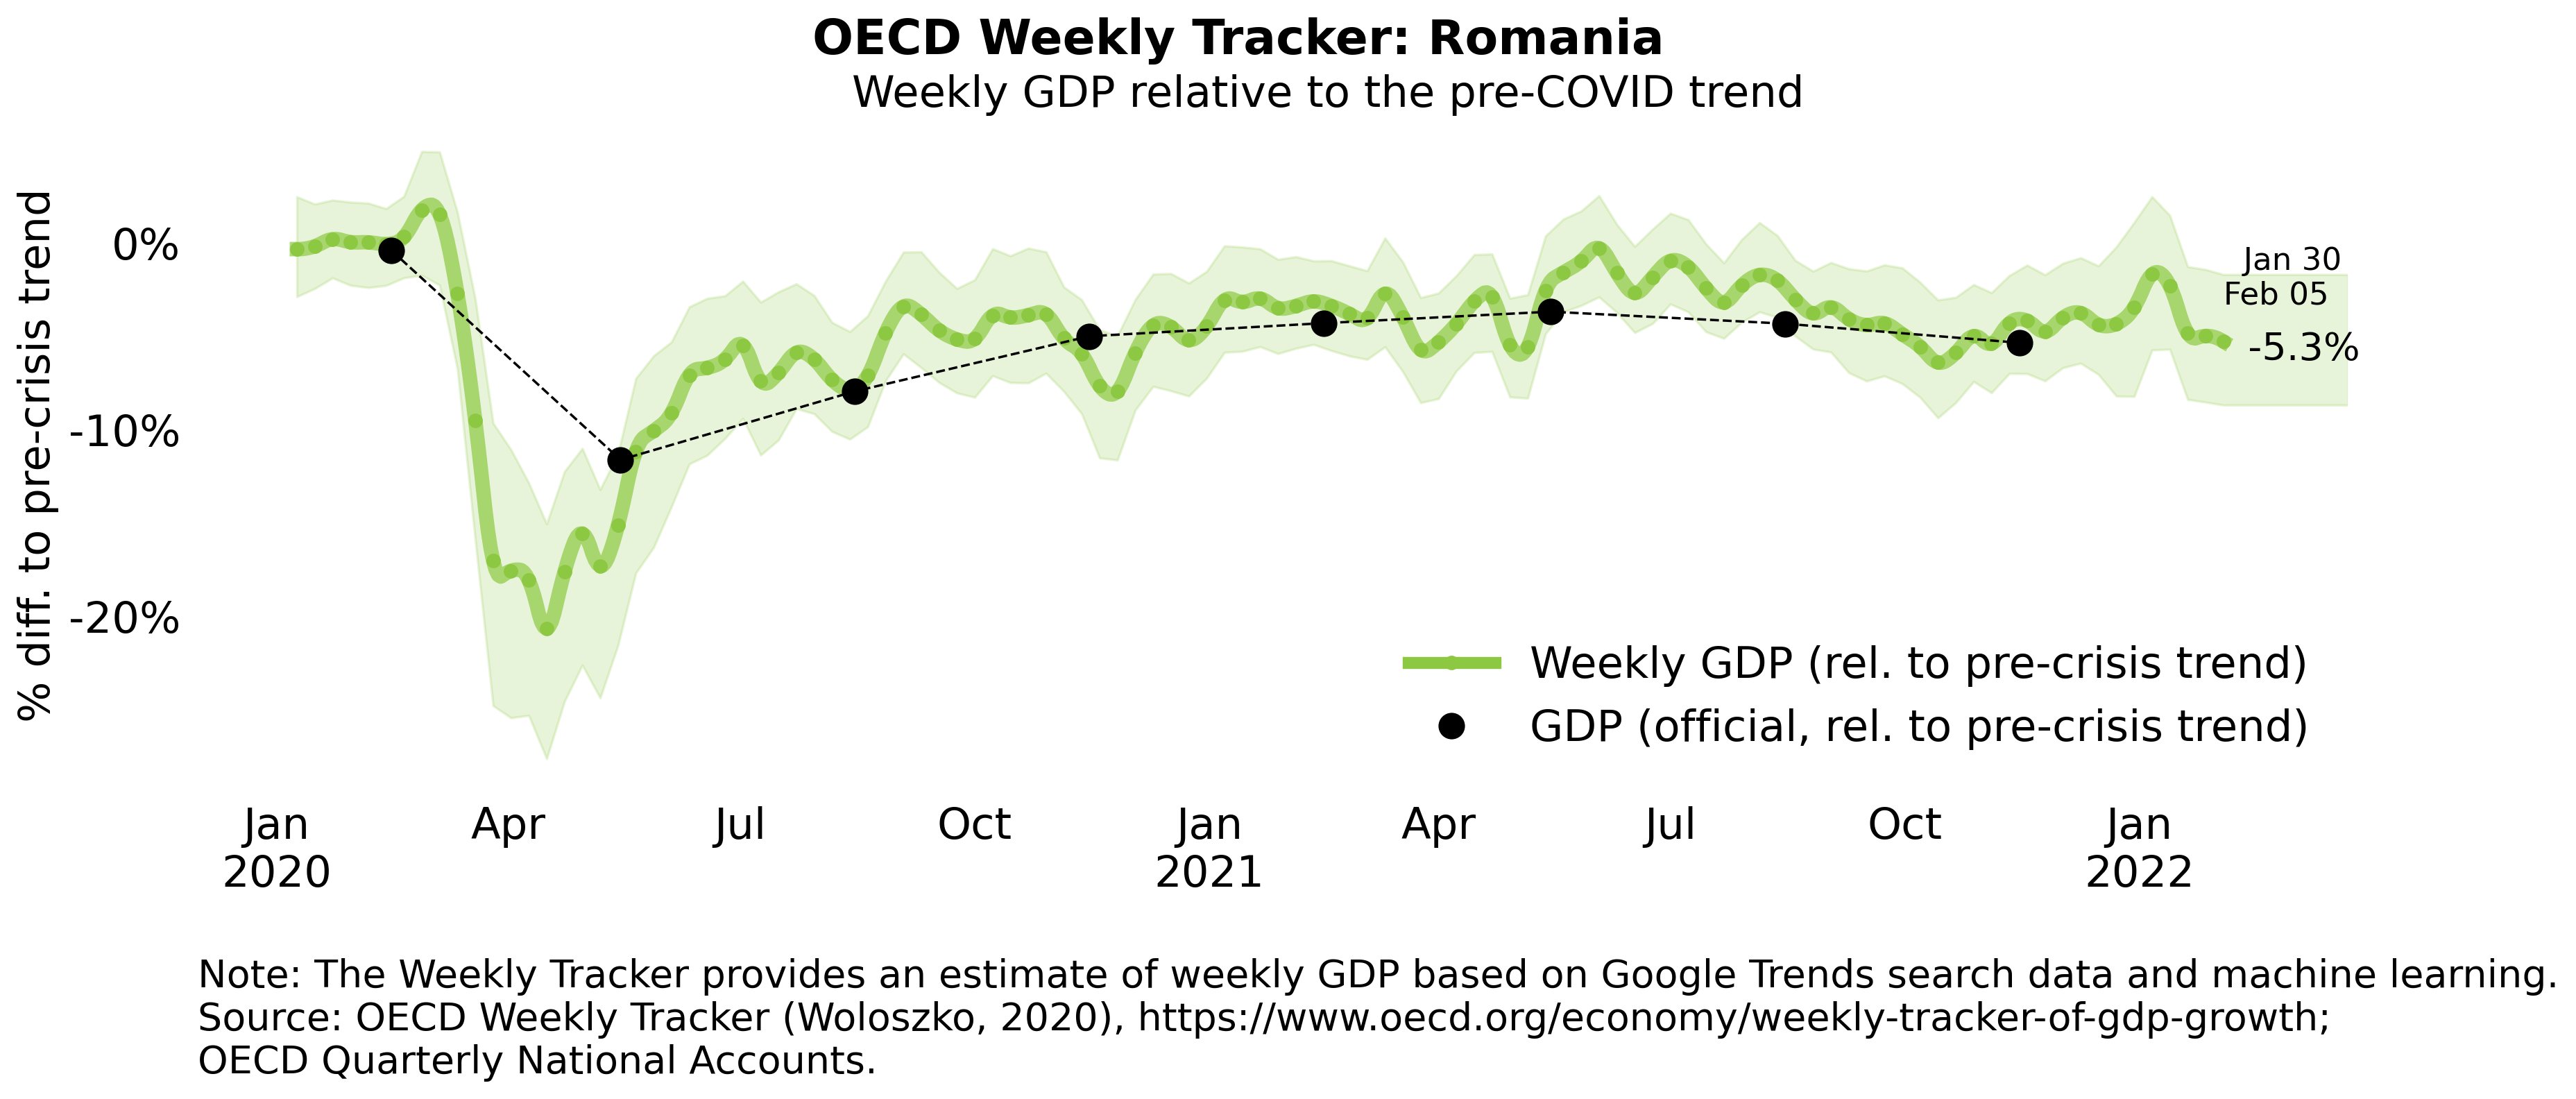 OECD Weekly Tracker: Romania
Weekly GDP relative to the pre-COVID trend
% diff. to pre-crisis trend
0%
-10%
-20%
Jan 30
Feb 05
-5.3%
Weekly GDP (rel. to pre-crisis trend)
GDP (official, rel. to pre-crisis trend)
Jan
2020
Apr
Jul
Oct
Jan
2021
Apr
Jul
Oct
Jan
2022
Note: The Weekly Tracker provides an estimate of weekly GDP based on Google Trends search data and machine learning.
Source: OECD Weekly Tracker (Woloszko, 2020), https://www.oecd.org/economy/weekly-tracker-of-gdp-growth;
OECD Quarterly National Accounts.